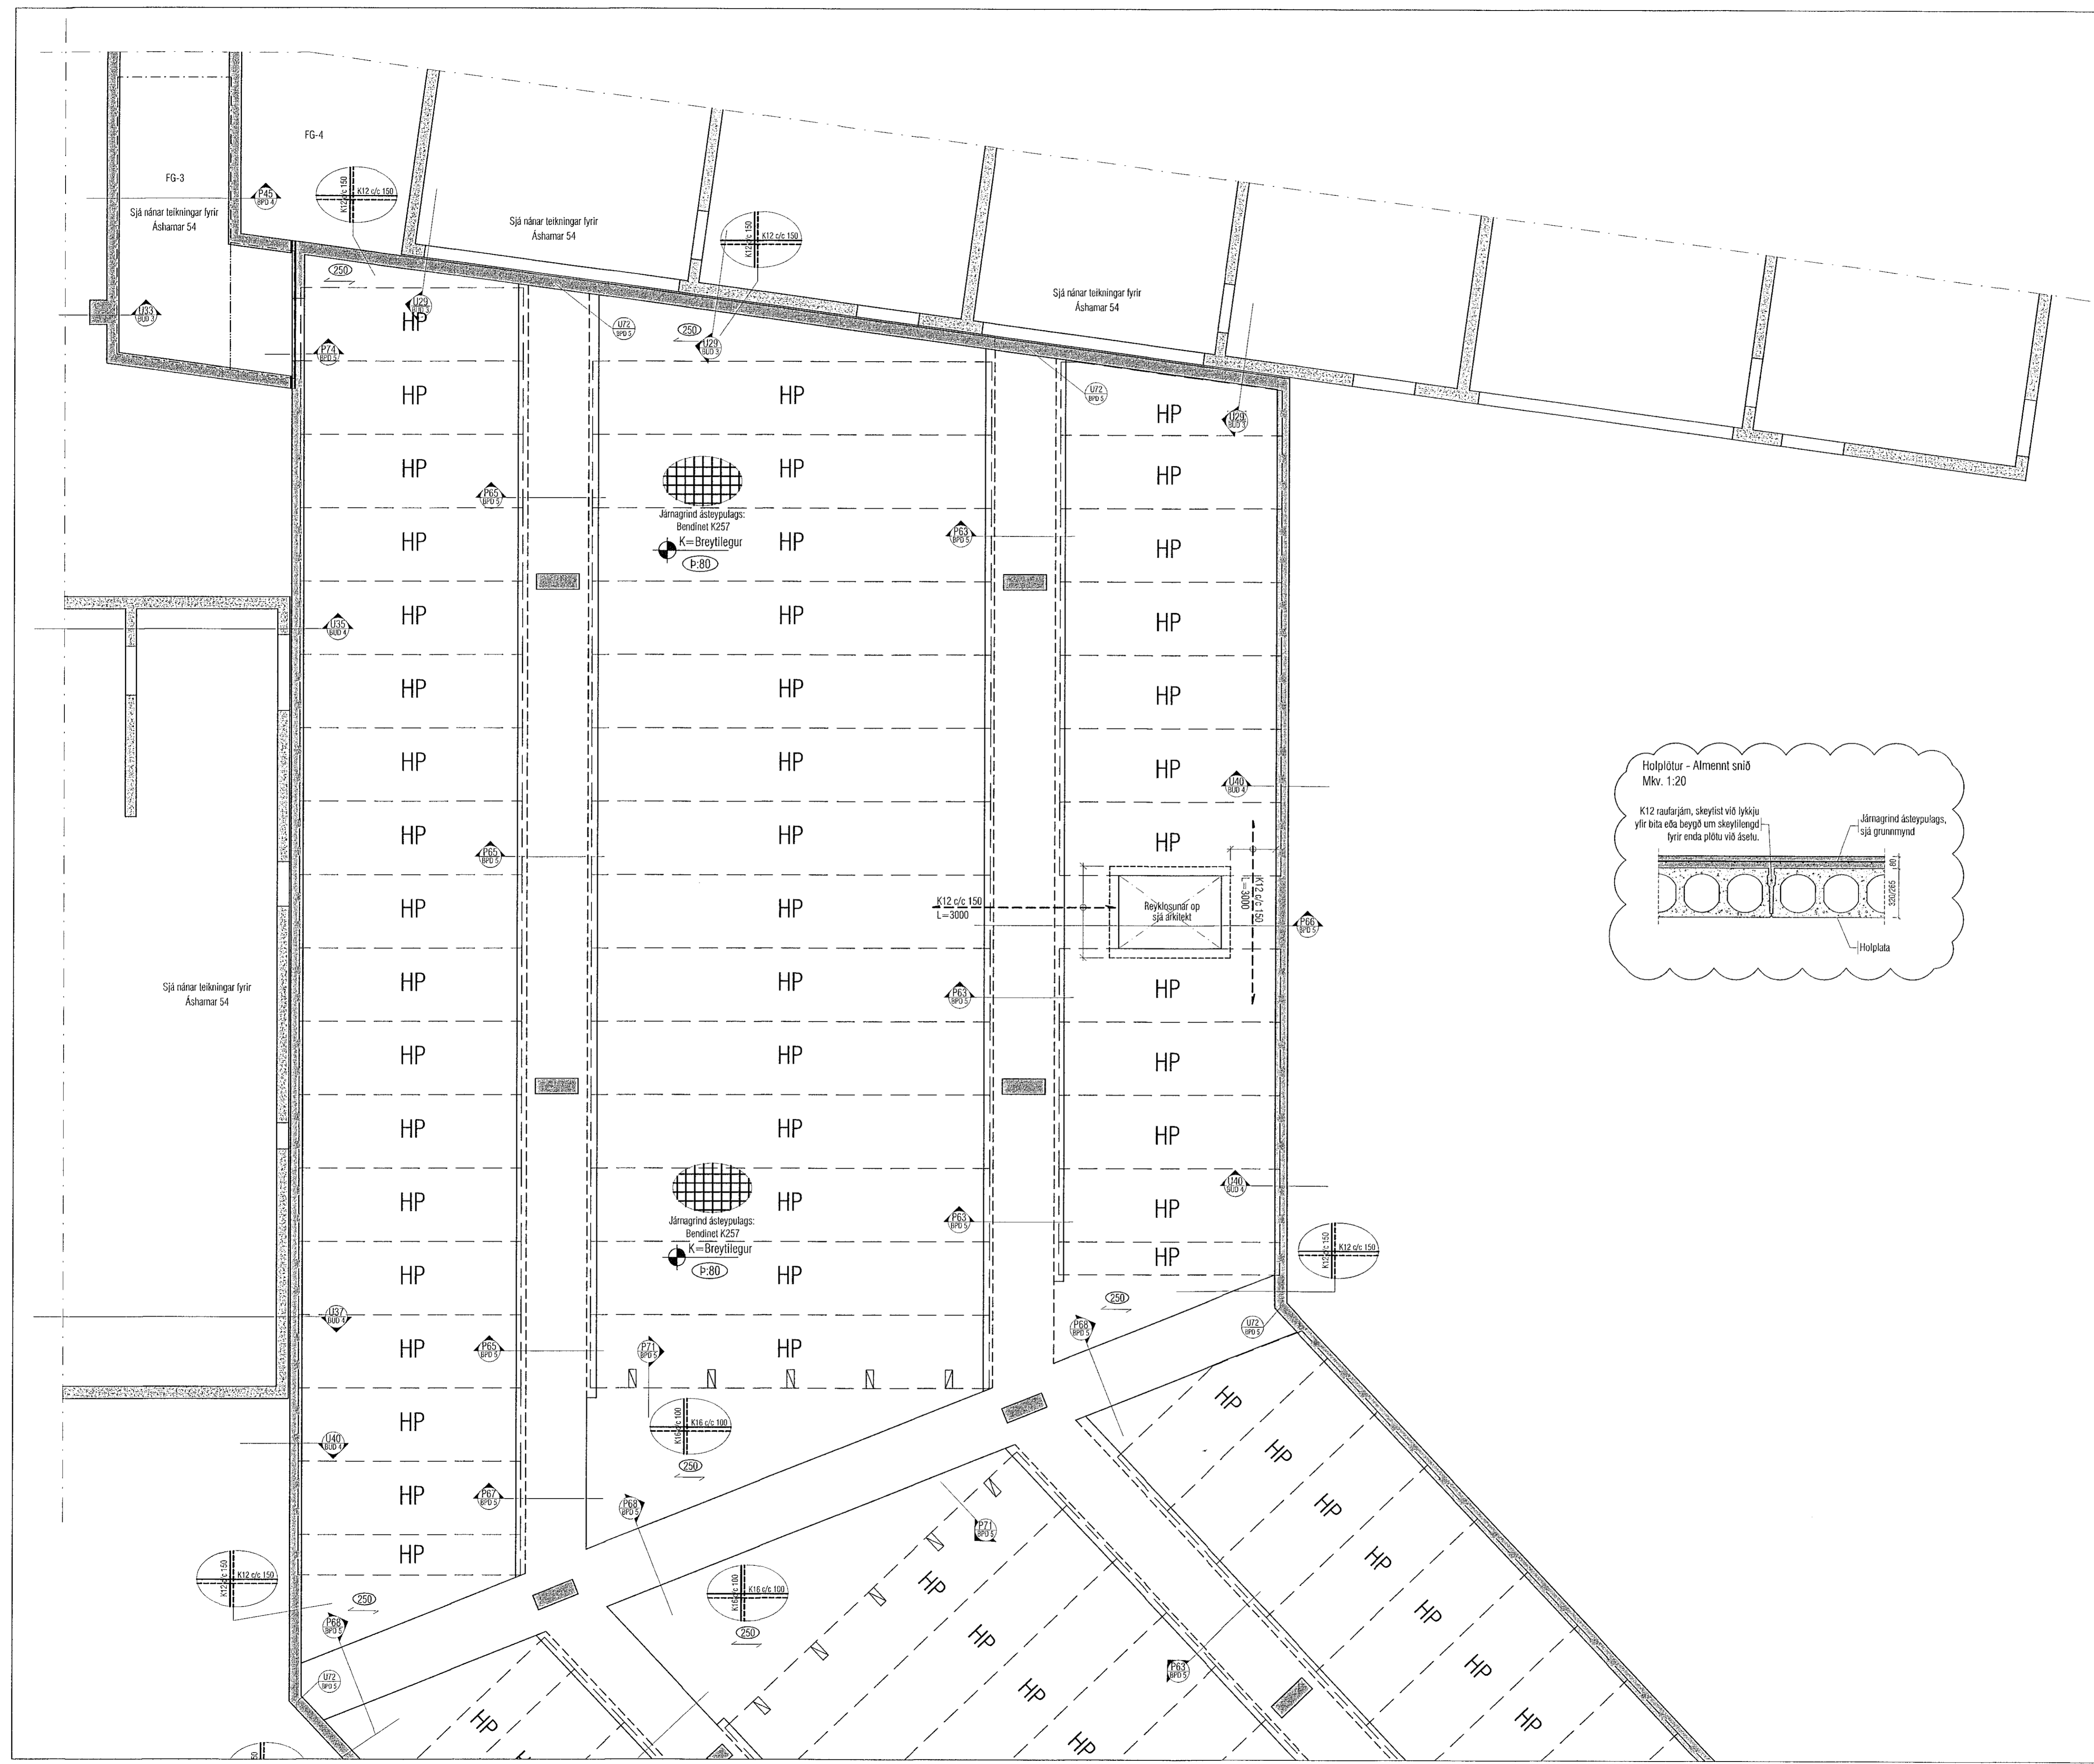 FG-4
FG-3
P45
BPD 4
K12 c/c 150
K12 c/c 150
Sjá nánar teikningar fyrir
Áshamar 54
Sjá nánar teikningar fyrir
Áshamar 54
K12 c/c 150
K12 c/c 150
Sjá nánar teikningar fyrir
Áshamar 54
250
U33
BUD 3
U29
BUD 3
HP
U72
BPD 5
250
U29
BUD 3
P74
BPD 5
U72
BPD 5
HP
HP
HP
U29
BUD 3
HP
HP
HP
P65
BPD 5
Járnagrind ásteypulags:
Bendinet K257
K=Breytilegur
Þ:80
HP
HP
P63
BPD 5
HP
HP
HP
HP
U35
BUD 4
HP
HP
HP
HP
HP
HP
U40
BUD 4
Holplötur - Almennt snið
Mkv. 1:20
K12 raufarjárn, skeytist við lykkju
yfir bita eða beygð um skeytilengd
fyrir enda plötu við ásetu.
Járnagrind ásteypulags,
sjá grunnmynd
80
320/265
Holplata
HP
HP
HP
P65
BPD 5
HP
HP
K12 c/c 150
L=3000
Reyklosunar op
sjá arkitekt
K12 c/c 150
L=3000
P66
BPD 5
Sjá nánar teikningar fyrir
Áshamar 54
HP
HP
P63
BPD 5
HP
HP
HP
HP
HP
HP
HP
U40
BUD 4
Járnagrind ásteypulags:
Bendinet K257
K=Breytilegur
Þ:80
HP
HP
P63
BPD 5
HP
K12 c/c 150
K12 c/c 150
HP
HP
HP
250
U37
BUD 4
HP
P65
BPD 5
P71
BPD 5
HP
P68
BPD 5
U72
BPD 5
HP
K16 c/c 100
K16 c/c 100
250
U40
BUD 4
HP
P67
BPD 5
P68
BPD 5
P71
BPD 5
HP
HP
HP
HP
K12 c/c 150
K12 c/c 150
250
K16 c/c 100
K16 c/c 100
250
P68
BPD 5
HP
HP
HP
HP
P63
BPD 5
HP
U72
BPD 5
HP
HP
HP
HP
50